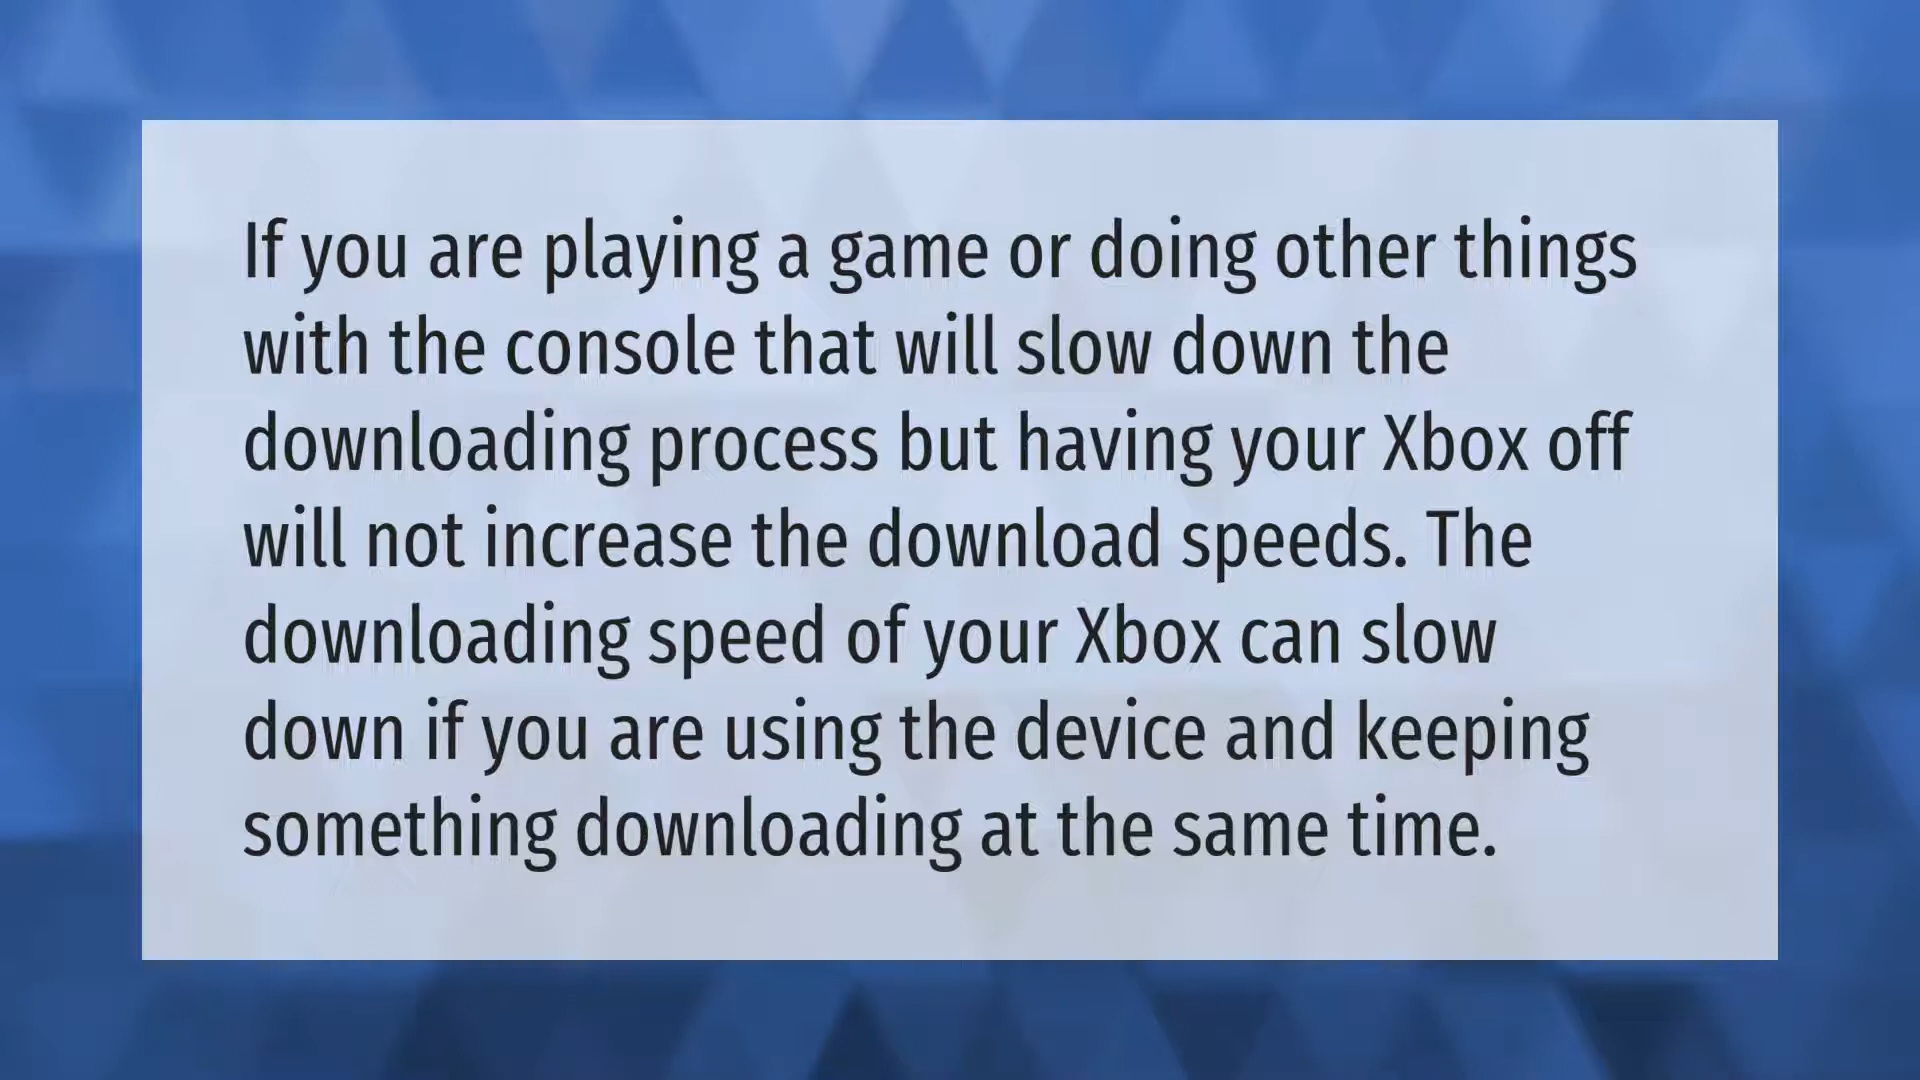 If you are playing a game or doing other things
with the console that will slow down the
downloading process but having your Xbox off
will not increase the download speeds. The
downloading speed of your Xbox can slow
down if you are using the device and keeping
something downloading at the same time.